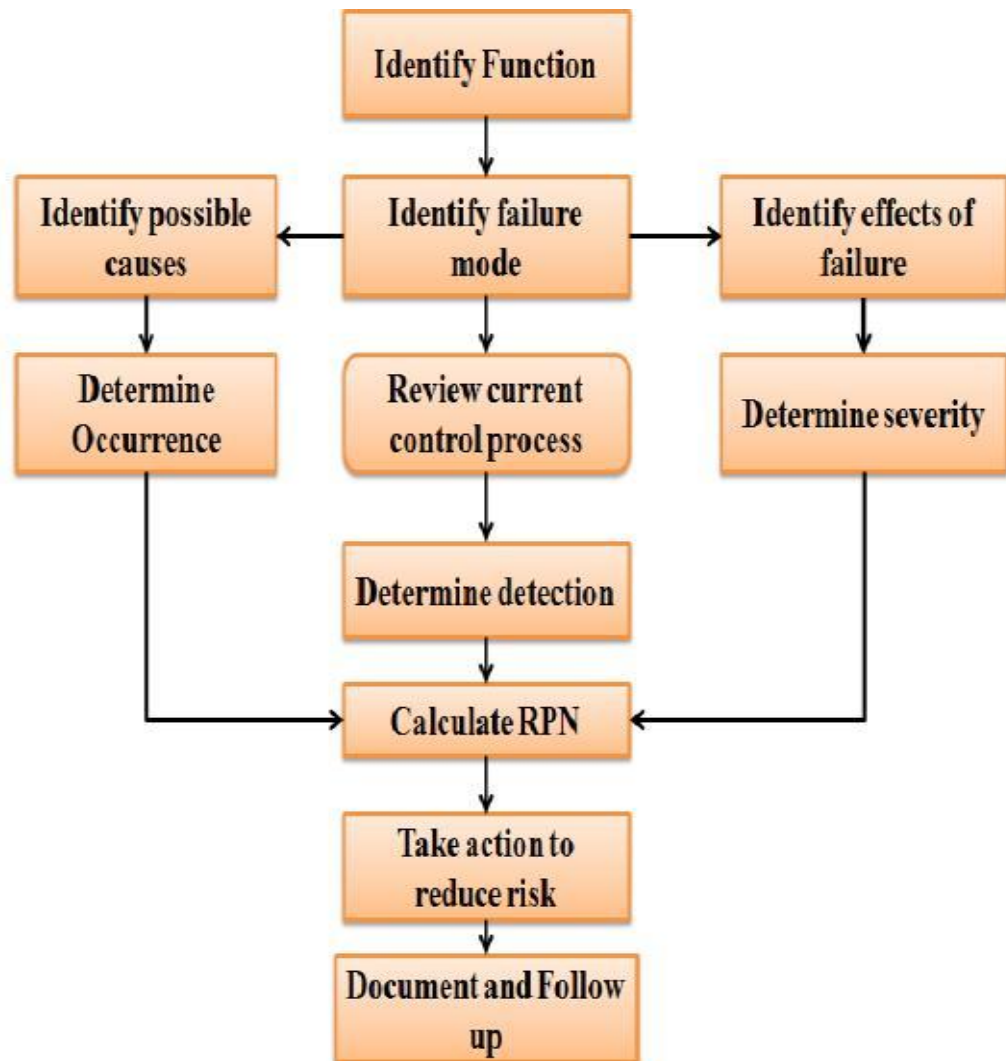 Identify Function
Identify possible
causes
Identify failure
mode
Identify effects of
failure
Determine
Occurrence
Review current
control process
Determine severity
Determine detection
Calculate RPN
Take action to
reduce risk
Document and Follow
up